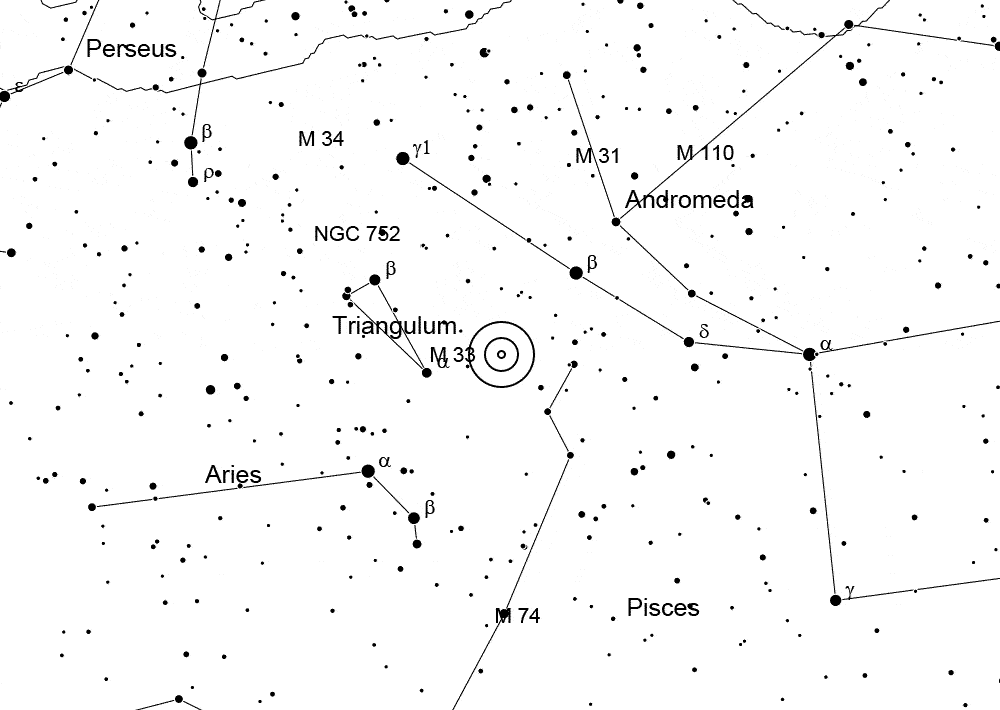 Perseus
ε
β
M 34
γ1
M 31
M 110
ρ
Andromeda
NGC 752
β
β
Triangulum
δ
α
M 33
α
Aries
α
β
γ
M 74
Pisces